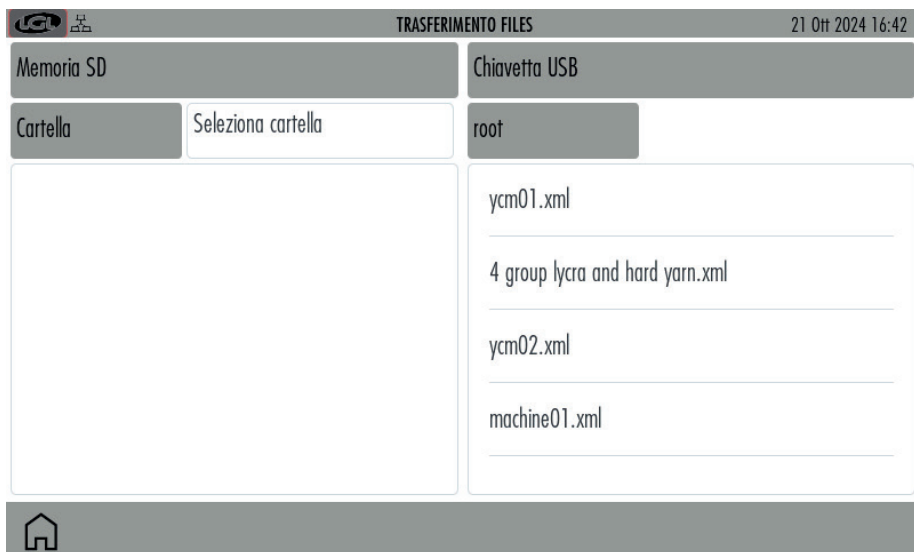 LGL
TRASFERIMENTO FILES
21 Ott 2024 16:42
Memoria SD
Chiavetta USB
Cartella
Seleziona cartella
root
ycm01.xml
4 group lycra and hard yarn.xml
ycm02.xml
machine01.xml